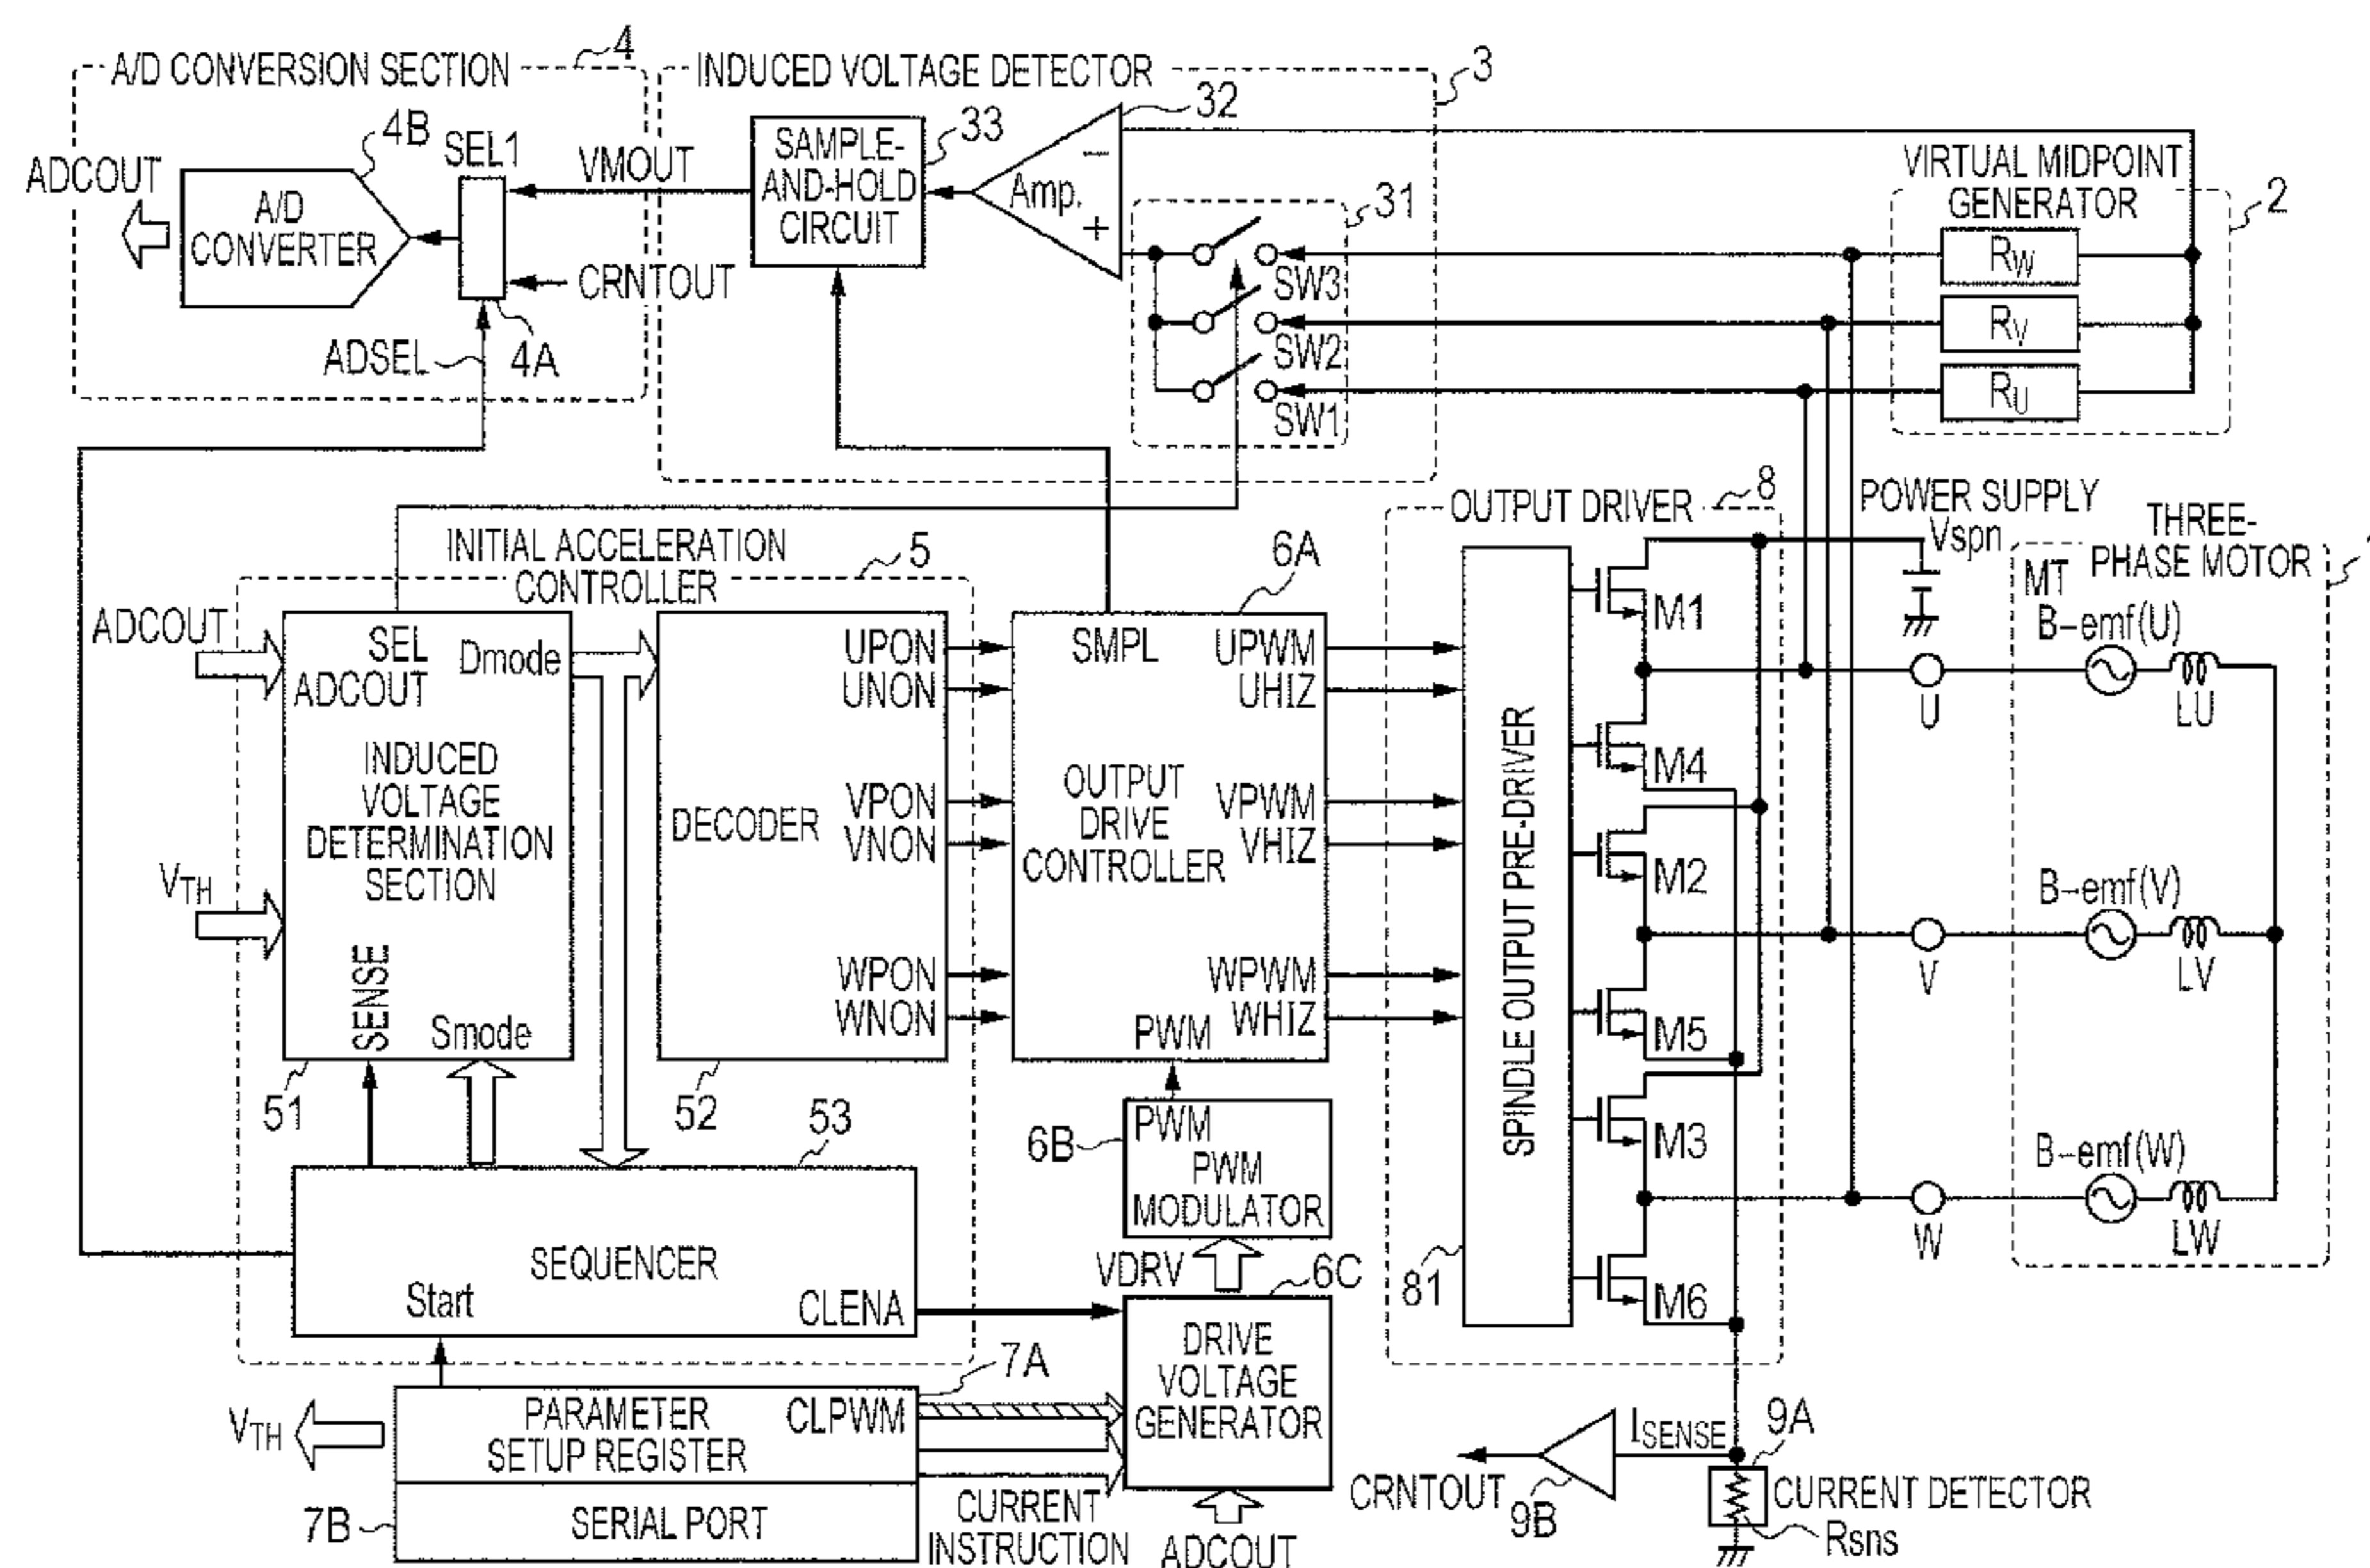 A/D CONVERSION SECTION
4
INDUCED VOLTAGE DETECTOR
3
32
4B
SEL1
33
SAMPLE-
AND-HOLD
CIRCUIT
VMOUT
Amp.
−
+
31
VIRTUAL MIDPOINT
GENERATOR
2
ADCOUT
A/D
CONVERTER
CRNTOUT
4A
ADSEL
SW3
SW2
SW1
RW
RV
RU
INITIAL ACCELERATION
CONTROLLER
5
6A
OUTPUT DRIVER
8
POWER SUPPLY
Vspn
THREE-
PHASE MOTOR
MT
ADCOUT
SEL
ADCOUT
Dmode
INDUCED
VOLTAGE
DETERMINATION
SECTION
VTH
SENSE
Smode
51
DECODER
52
UPON
UNON
VPON
VNON
WPON
WNON
SMPL
OUTPUT
DRIVE
CONTROLLER
PWM
UPWM
UHIZ
VPWM
VHIZ
WPWM
WHIZ
SPINDLE OUTPUT PRE-DRIVER
81
M1
M4
M2
M5
M3
M6
U
V
W
B-emf(U)
LU
B-emf(V)
LV
B-emf(W)
LW
53
SEQUENCER
Start
CLENA
6B
PWM
PWM
MODULATOR
VDRV
6C
DRIVE
VOLTAGE
GENERATOR
7A
VTH
PARAMETER
SETUP REGISTER
CLPWM
7B
SERIAL PORT
CURRENT
INSTRUCTION
ADCOUT
CRNTOUT
9B
ISENSE
9A
CURRENT DETECTOR
Rsns